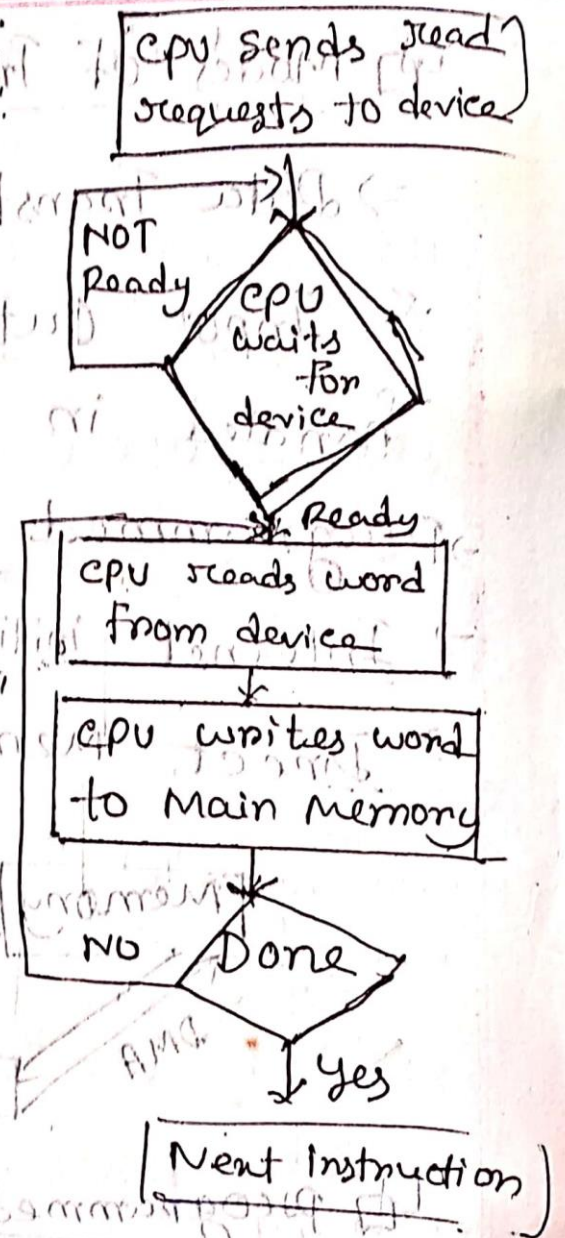 CPU sends read
requests to device
NOT
Ready
CPU
waits
for
device
Ready
CPU reads word
from device
CPU writes word
to Main Memory
NO
Done
Yes
Next instruction
DMA